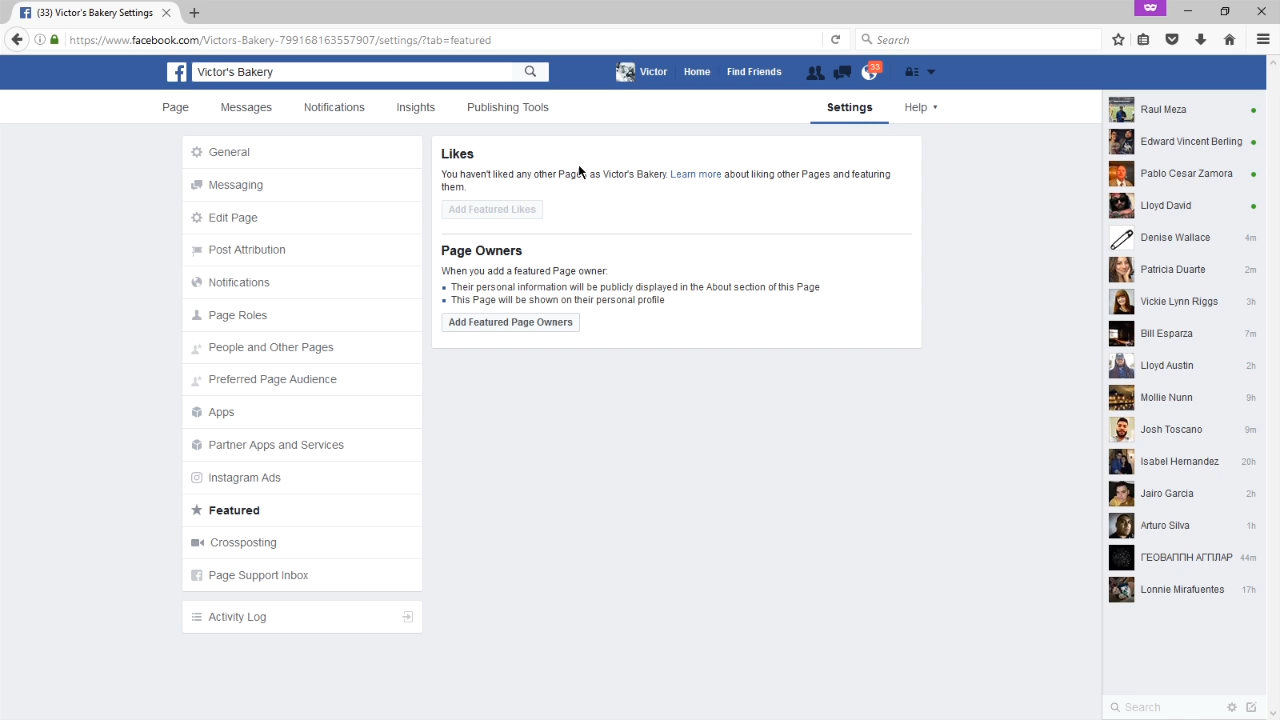 (33) Victor's Bakery Settings
https://www.facebook.com/Victors-Bakery-799168163557907/settings/?tab=featured
Search
Victor's Bakery
Victor
Home
Find Friends
33
Page
Messages
Notifications
Insights
Publishing Tools
Settings
Help
General
Messaging
Edit Page
Post Attribution
Notifications
Page Roles
People and Other Pages
Preferred Page Audience
Apps
Partner Apps and Services
Instagram Ads
Featured
Crossposting
Page Support Inbox
Activity Log
Likes
You haven't liked any other Pages as Victor's Bakery. Learn more about liking other Pages and featuring
them.
Add Featured Likes
Page Owners
When you add a featured Page owner:
Their personal information will be publicly displayed in the About section of this Page
This Page will be shown on their personal profile
Add Featured Page Owners
Raul Meza
Edward Vincent Berling
Pablo Cesar Zamora
Lloyd David
Denise Wallace 4m
Patricia Duarte 2m
Vickie Lynn Riggs 3h
Bill Esparza 7m
Lloyd Austin 2h
Mollie Nunn 9h
Josh Toscano 9m
Isabel Hernandez 20h
Jairo Garcia 2h
Arturo Silva 1h
44m
Lonnie Mirafuentes 17h
Search